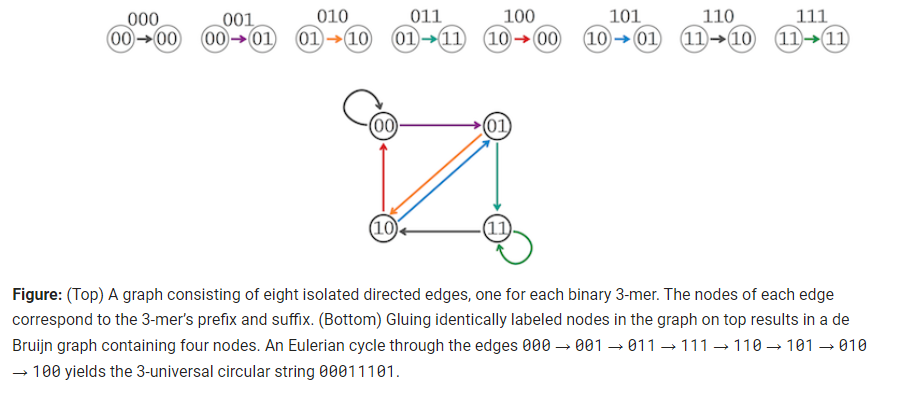 000 001 010 011 100 101 110 111
00→00 00→01 01→10 01→11 10→00 10→01 11→10 11→11
00 01
10 11
Figure: (Top) A graph consisting of eight isolated directed edges, one for each binary 3-mer. The nodes of each edge
correspond to the 3-mer's prefix and suffix. (Bottom) Gluing identically labeled nodes in the graph on top results in a de
Bruijn graph containing four nodes. An Eulerian cycle through the edges 000 → 001 → 011 → 111 → 110 → 101 → 010
→ 100 yields the 3-universal circular string 00011101.